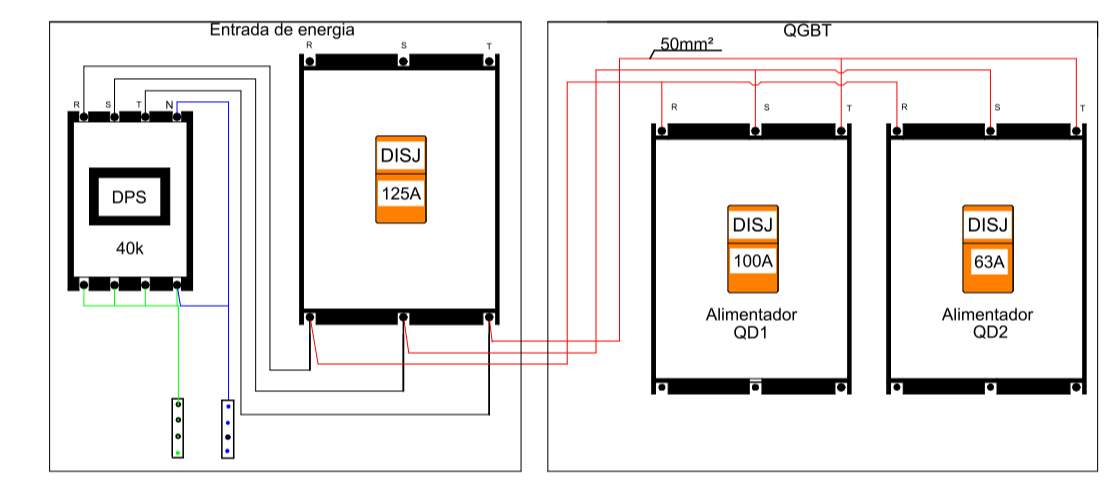 Entrada de energia
R S T
R S T N
DPS
40k
DISJ
125A
QGBT
50mm²
R S T
DISJ
100A
Alimentador
QD1
R S T
DISJ
63A
Alimentador
QD2